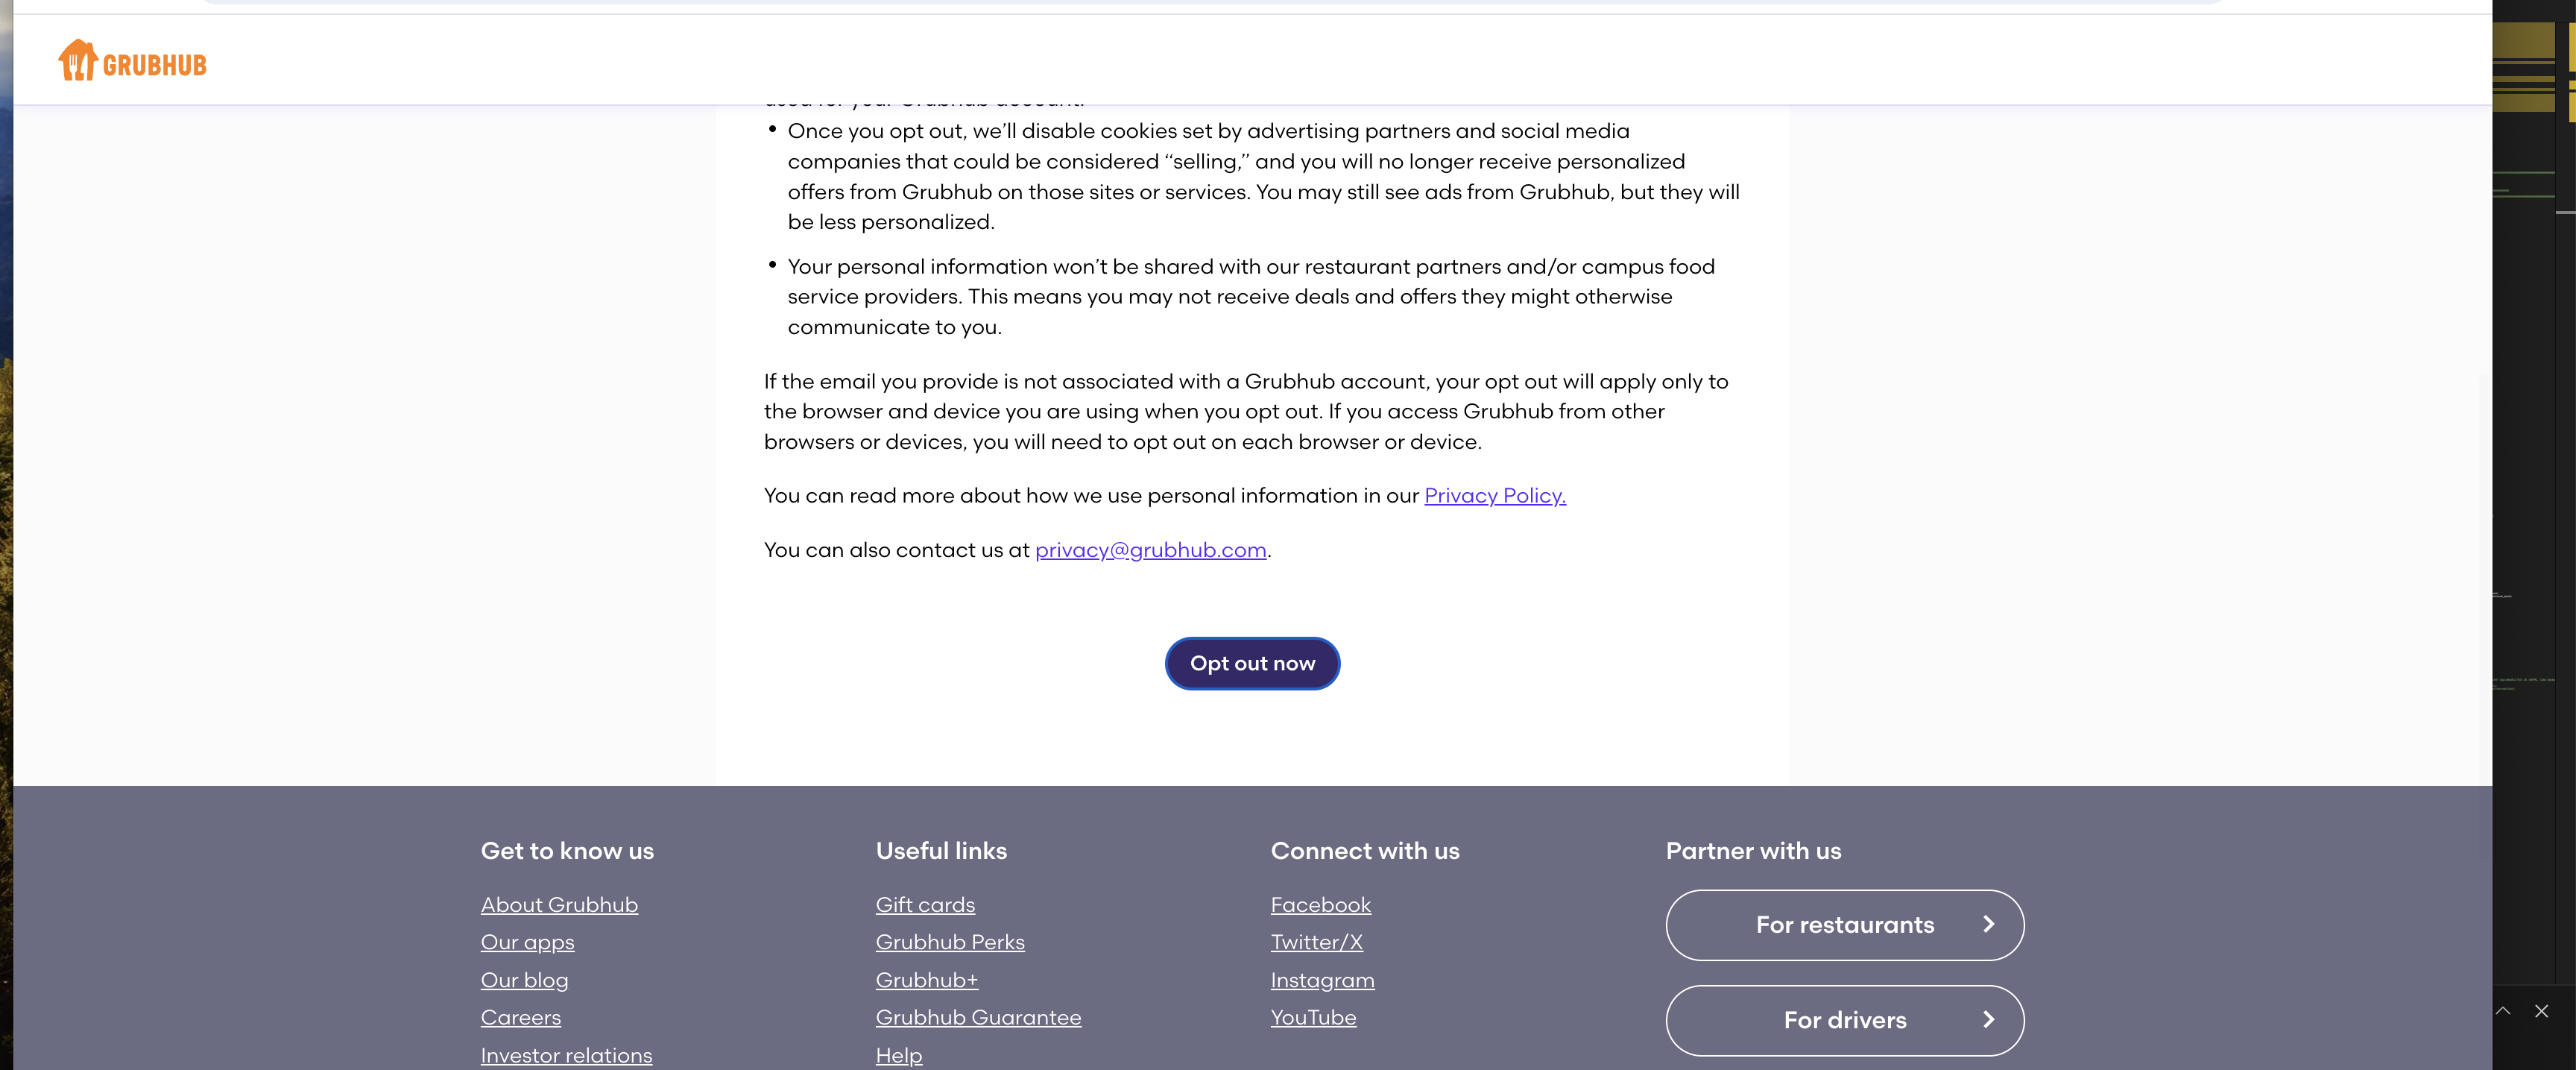 GRUBHUB
used for your Grubhub account.
Once you opt out, we’ll disable cookies set by advertising partners and social media
companies that could be considered “selling,” and you will no longer receive personalized
offers from Grubhub on those sites or services. You may still see ads from Grubhub, but they will
be less personalized.
Your personal information won’t be shared with our restaurant partners and/or campus food
service providers. This means you may not receive deals and offers they might otherwise
communicate to you.
If the email you provide is not associated with a Grubhub account, your opt out will apply only to
the browser and device you are using when you opt out. If you access Grubhub from other
browsers or devices, you will need to opt out on each browser or device.
You can read more about how we use personal information in our Privacy Policy.
You can also contact us at privacy@grubhub.com.
Opt out now
Get to know us
About Grubhub
Our apps
Our blog
Careers
Investor relations
Useful links
Gift cards
Grubhub Perks
Grubhub+
Grubhub Guarantee
Help
Connect with us
Facebook
Twitter/X
Instagram
YouTube
Partner with us
For restaurants
For drivers